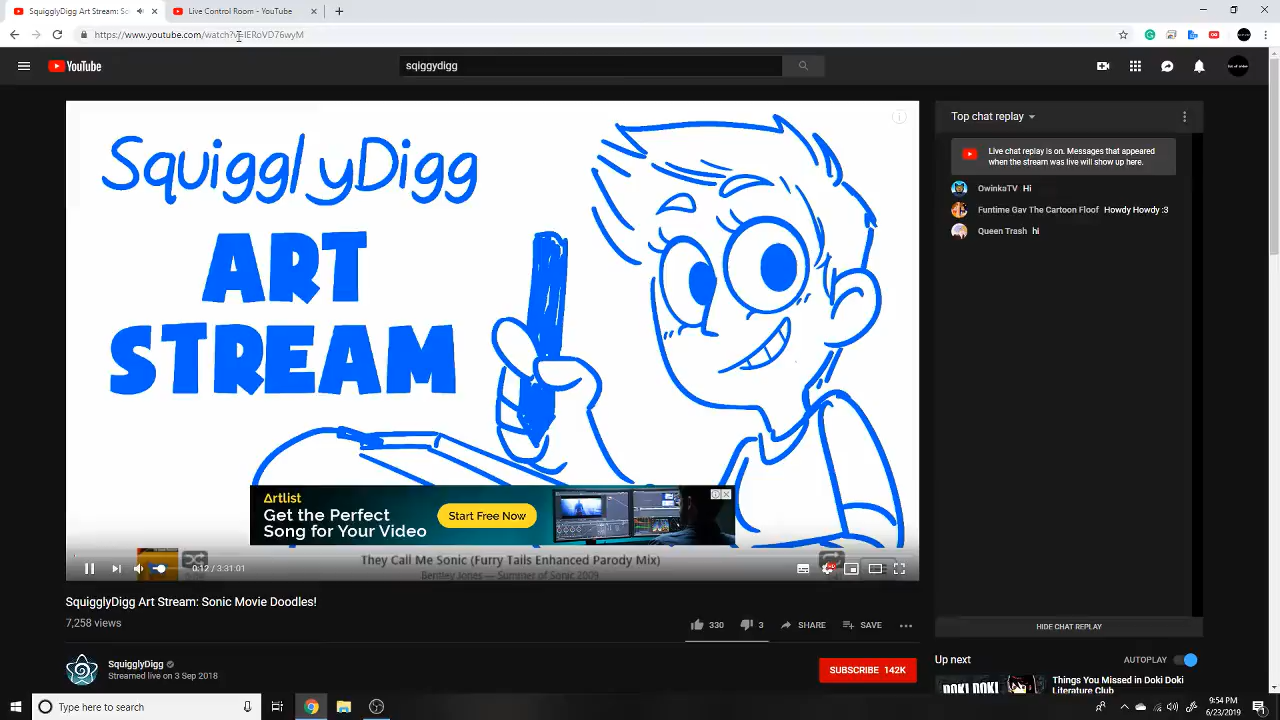 SquigglyDigg Art Stream: So
Live Control Room - YouTube
https://www.youtube.com/watch?v=IERoVD76wyM
YouTube
sqiggydigg
SquigglyDigg
ART
STREAM
Top chat replay
Live chat replay is on. Messages that appeared
when the stream was live will show up here.
OwinkaTV Hi
Funtime Gav The Cartoon Floof Howdy Howdy :3
Queen Trash hi
Artlist
Get the Perfect
Song for Your Video
Start Free Now
They Call Me Sonic (Furry Tails Enhanced Parody Mix)
Bentley Jones — Summer of Sonic 2009
0:12 / 3:31:01
SquigglyDigg Art Stream: Sonic Movie Doodles!
7,258 views
330
3
SHARE
SAVE
HIDE CHAT REPLAY
SquigglyDigg
Streamed live on 3 Sep 2018
SUBSCRIBE 142K
Up next
AUTOPLAY
DOKI DOKI
Things You Missed in Doki Doki
Literature Club
Type here to search
9:54 PM
6/23/2019